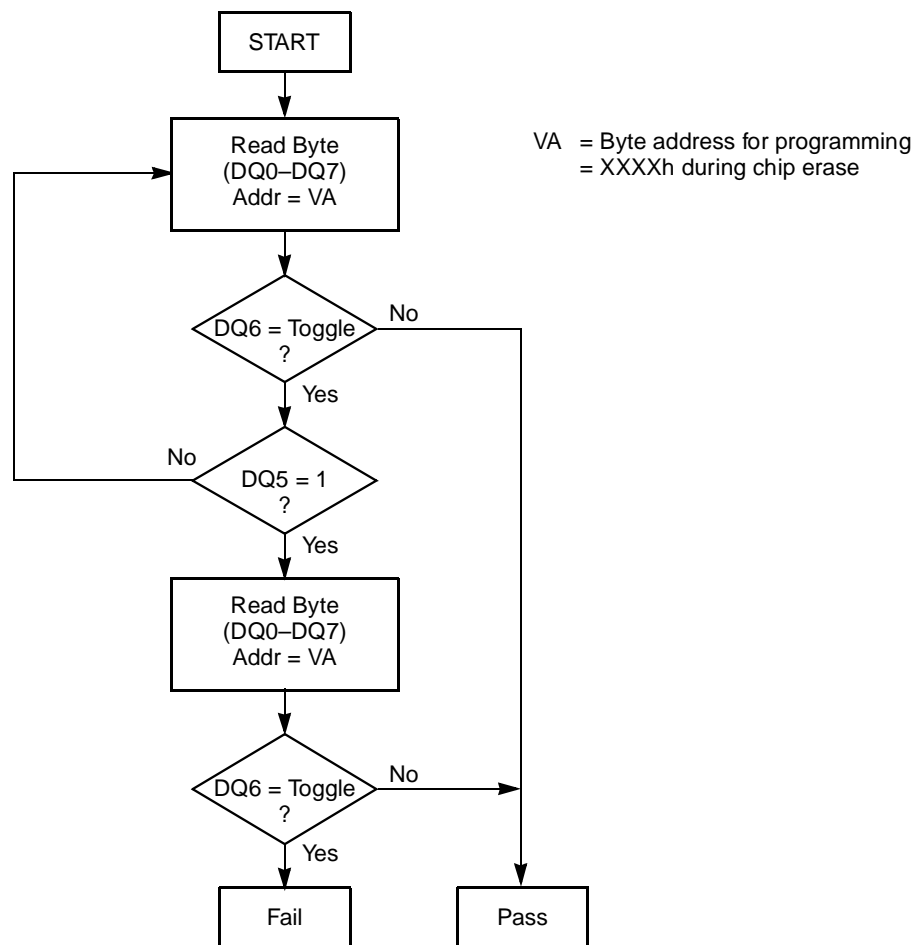 START
Read Byte
(DQ0–DQ7)
Addr = VA
VA = Byte address for programming
= XXXXh during chip erase
DQ6 = Toggle
?
No
Yes
No
DQ5 = 1
?
Yes
Read Byte
(DQ0–DQ7)
Addr = VA
DQ6 = Toggle
?
No
Yes
Fail
Pass